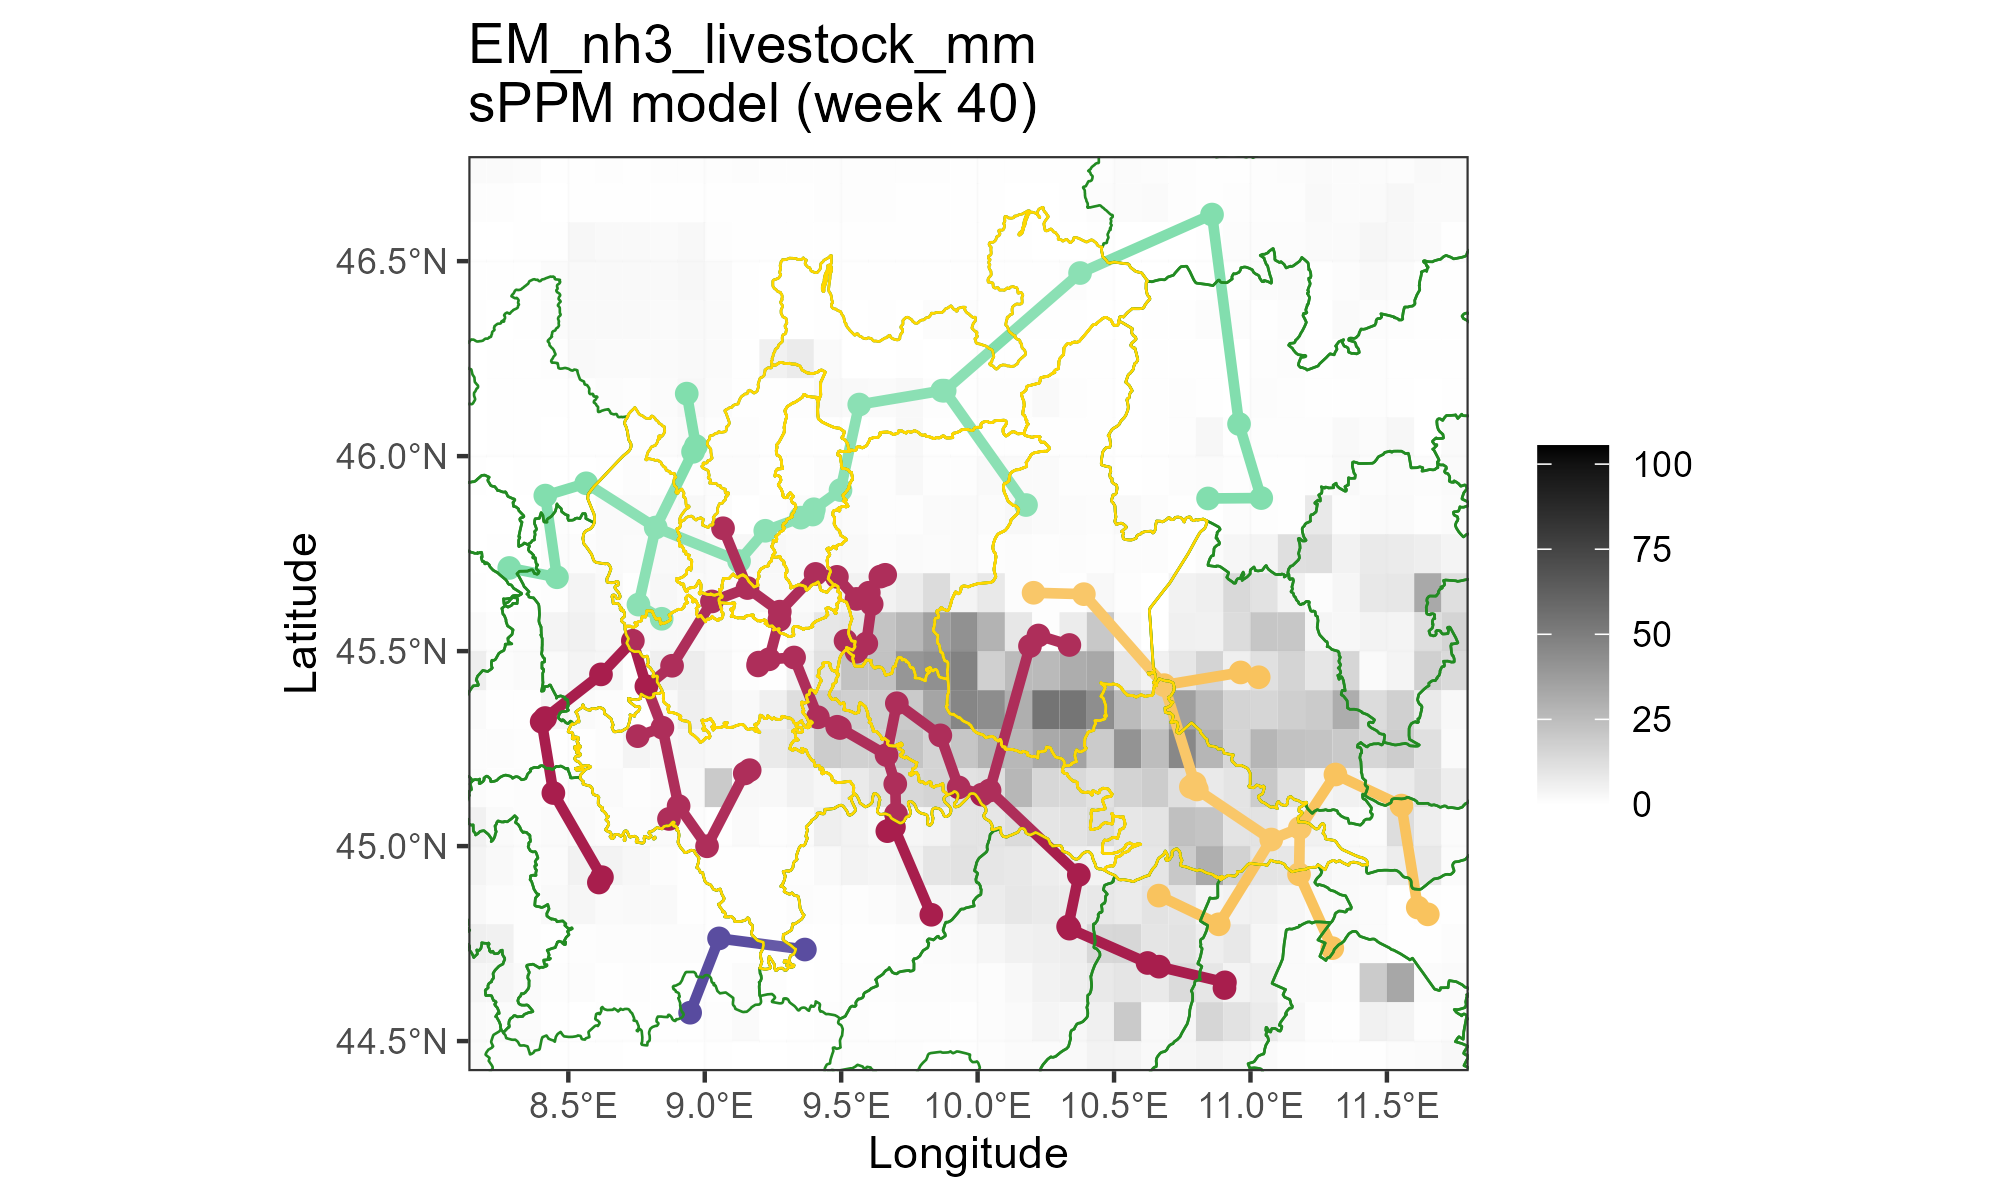 EM_nh3_livestock_mm
sPPM model (week 40)
46.5°N
46.0°N
45.5°N
45.0°N
44.5°N
Latitude
8.5°E
9.0°E
9.5°E
10.0°E
10.5°E
11.0°E
11.5°E
Longitude
100
75
50
25
0